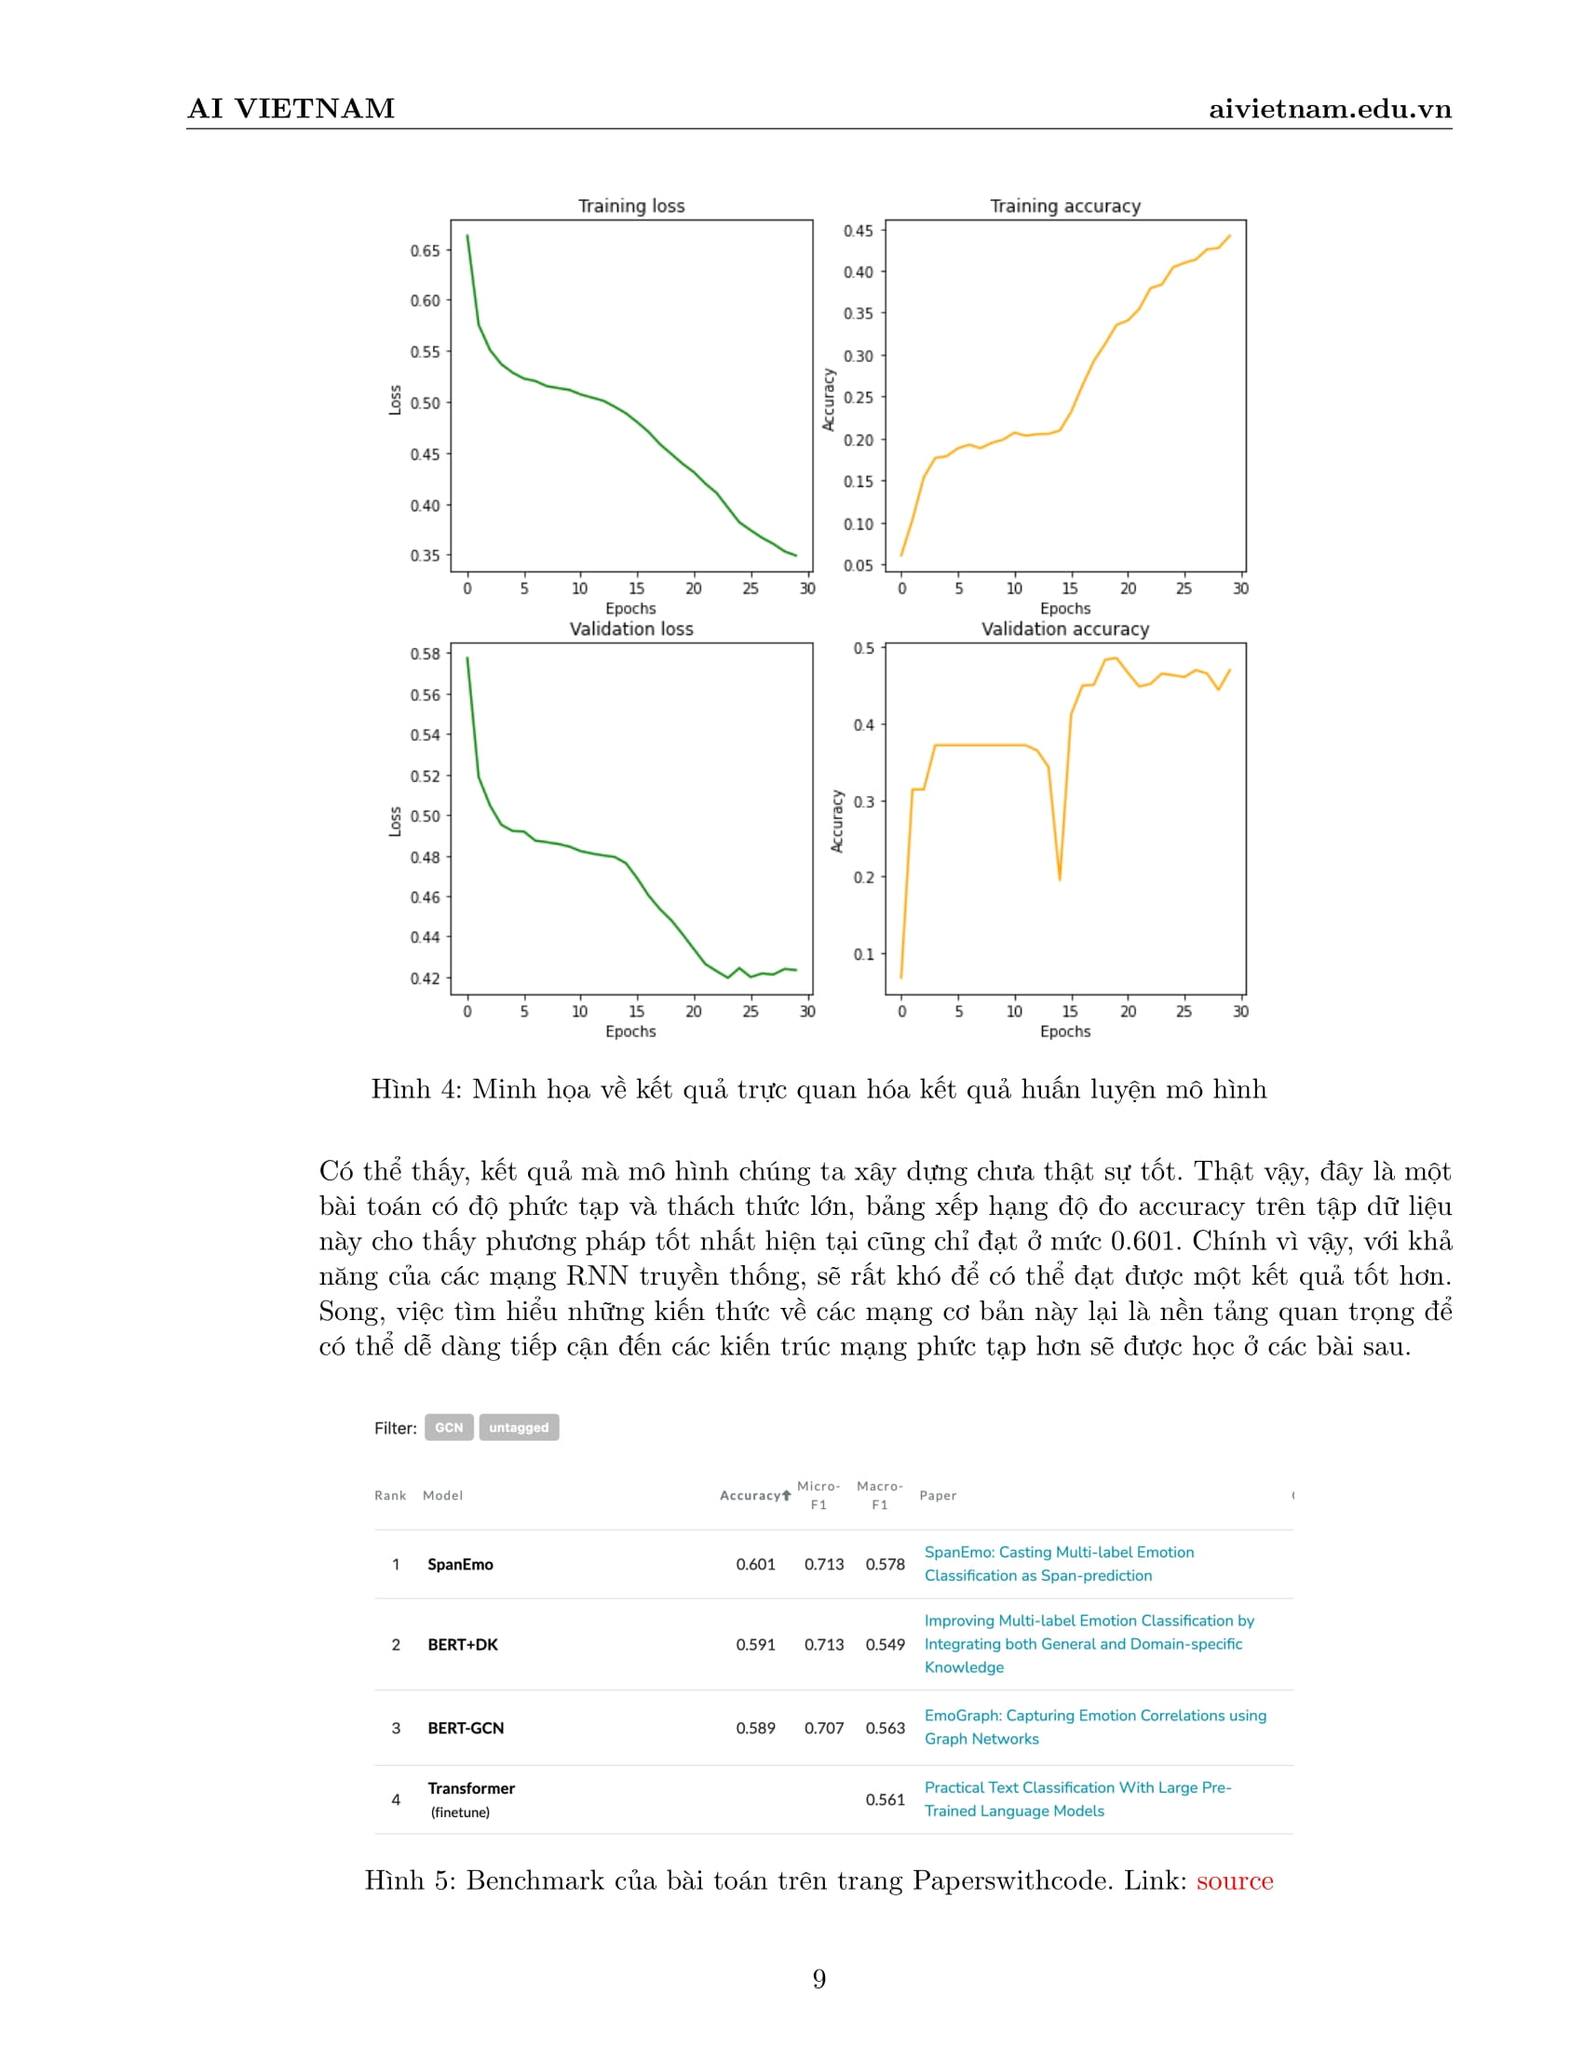 AI VIETNAM aivietnam.edu.vn
Training loss
0.65
0.60
0.55
0.50
0.45
0.40
0.35
Loss
0 5 10 15 20 25 30
Epochs
Training accuracy
0.45
0.40
0.35
0.30
0.25
0.20
0.15
0.10
0.05
Accuracy
0 5 10 15 20 25 30
Epochs
Validation loss
0.58
0.56
0.54
0.52
0.50
0.48
0.46
0.44
0.42
Loss
0 5 10 15 20 25 30
Epochs
Validation accuracy
0.5
0.4
0.3
0.2
0.1
Accuracy
0 5 10 15 20 25 30
Epochs
Hình 4: Minh họa về kết quả trực quan hóa kết quả huấn luyện mô hình
Có thể thấy, kết quả mà mô hình chúng ta xây dựng chưa thật sự tốt. Thật vậy, đây là một
bài toán có độ phức tạp và thách thức lớn, bảng xếp hạng độ đo accuracy trên tập dữ liệu
này cho thấy phương pháp tốt nhất hiện tại cũng chỉ đạt ở mức 0.601. Chính vì vậy, với khả
năng của các mạng RNN truyền thống, sẽ rất khó để có thể đạt được một kết quả tốt hơn.
Song, việc tìm hiểu những kiến thức về các mạng cơ bản này lại là nền tảng quan trọng để
có thể dễ dàng tiếp cận đến các kiến trúc mạng phức tạp hơn sẽ được học ở các bài sau.
Filter: GCN untagged
Rank Model Accuracy Micro-F1 Macro-F1 Paper
1 SpanEmo 0.601 0.713 0.578 SpanEmo: Casting Multi-label Emotion
Classification as Span-prediction
2 BERT+DK 0.591 0.713 0.549 Improving Multi-label Emotion Classification by
Integrating both General and Domain-specific
Knowledge
3 BERT-GCN 0.589 0.707 0.563 EmoGraph: Capturing Emotion Correlations using
Graph Networks
4 Transformer (finetune) 0.561 Practical Text Classification With Large Pre-
Trained Language Models
Hình 5: Benchmark của bài toán trên trang Paperswithcode. Link: source
9